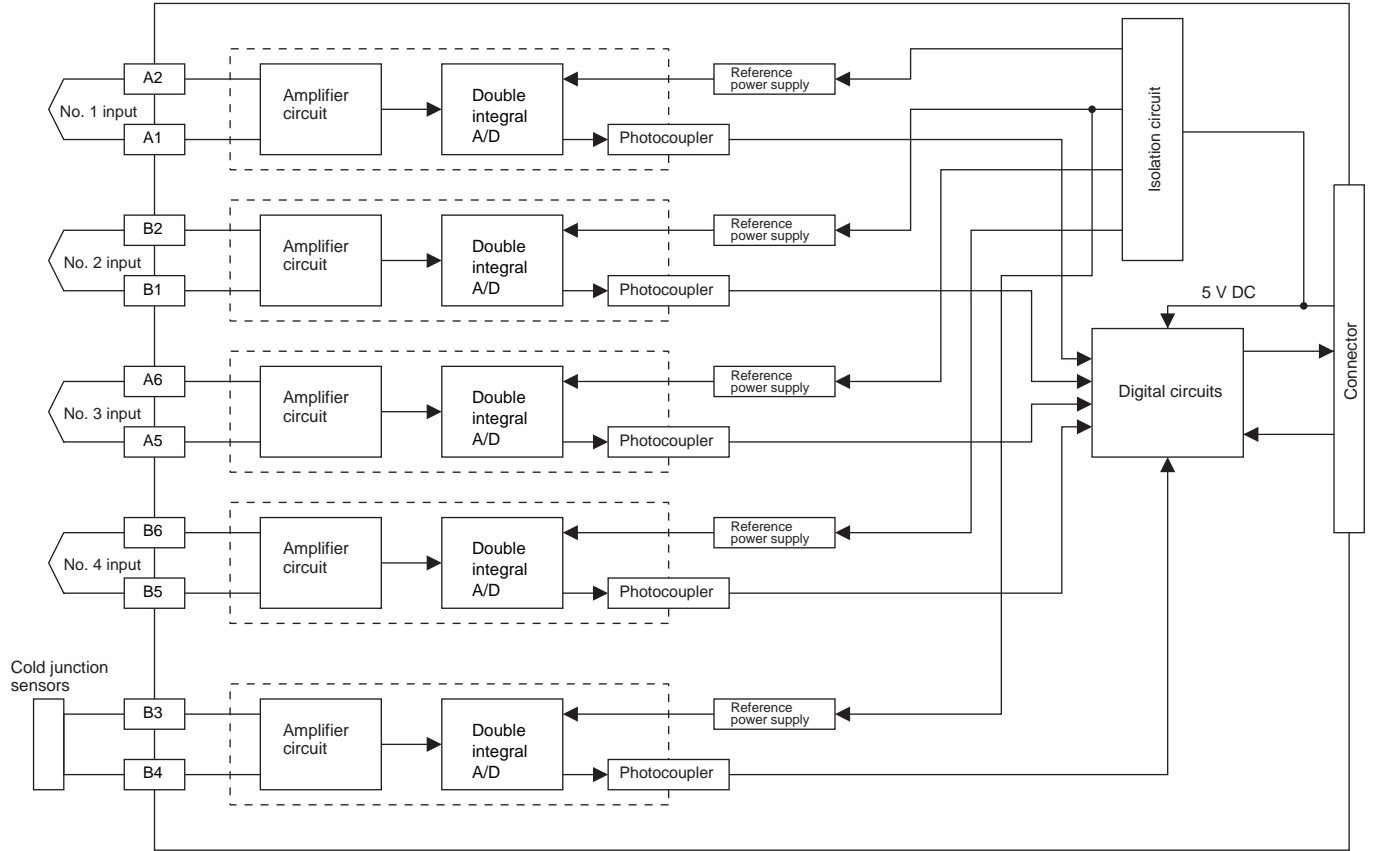 A2
No. 1 input
A1
Amplifier
circuit
Double
integral
A/D
Reference
power supply
Photocoupler
Isolation circuit
B2
No. 2 input
B1
Amplifier
circuit
Double
integral
A/D
Reference
power supply
Photocoupler
5 V DC
Digital circuits
Connector
A6
No. 3 input
A5
Amplifier
circuit
Double
integral
A/D
Reference
power supply
Photocoupler
B6
No. 4 input
B5
Amplifier
circuit
Double
integral
A/D
Reference
power supply
Photocoupler
Cold junction
sensors
B3
B4
Amplifier
circuit
Double
integral
A/D
Reference
power supply
Photocoupler